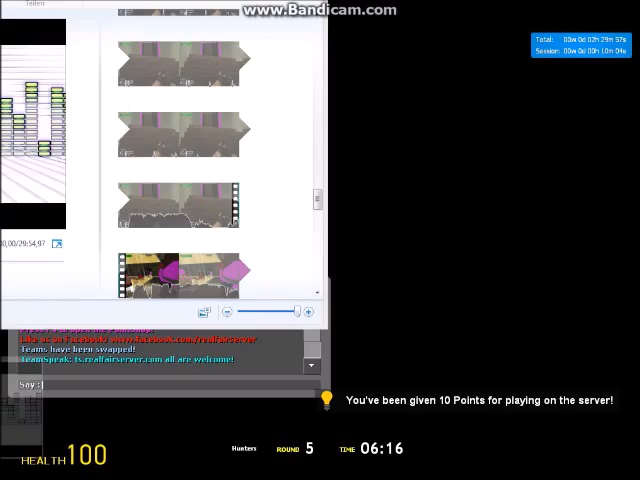 www.Bandicam.com
Teilen
Total: 00w 0d 02h 29m 57s
Session: 00w 0d 00h 10m 04s
00,00/29:54,97
Like us on Facebook! www.facebook.com/realfairserver
Teams have been swapped!
TeamSpeak: ts.realfairserver.com all are welcome!
Say :
You've been given 10 Points for playing on the server!
HEALTH 100
Hunters
ROUND 5
TIME 06:16